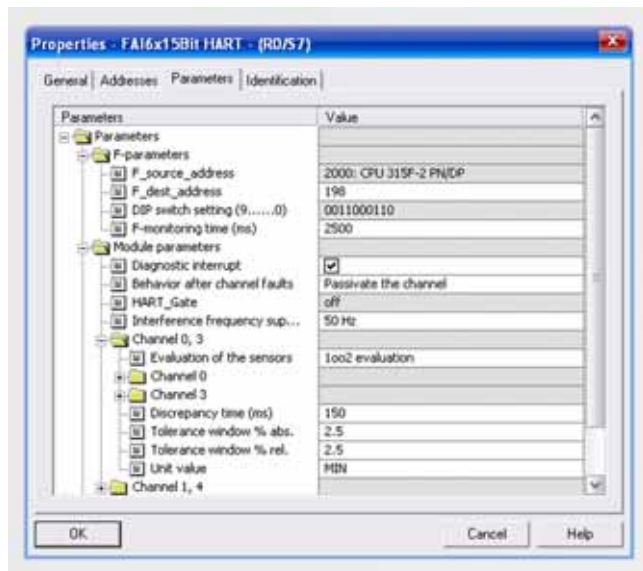 Properties - FAI6x15Bit HART - (R0/S7)
General Addresses Parameters Identification
Parameters Value
Parameters
F-parameters
F_source_address 2000: CPU 315F-2 PN/DP
F_dest_address 198
DIP switch setting (9......0) 0011000110
F-monitoring time (ms) 2500
Module parameters
Diagnostic interrupt
Behavior after channel faults Passivate the channel
HART_Gate off
Interference frequency sup... 50 Hz
Channel 0, 3
Evaluation of the sensors 1oo2 evaluation
Channel 0
Channel 3
Discrepancy time (ms) 150
Tolerance window % abs. 2.5
Tolerance window % rel. 2.5
Unit value MIN
Channel 1, 4
OK Cancel Help